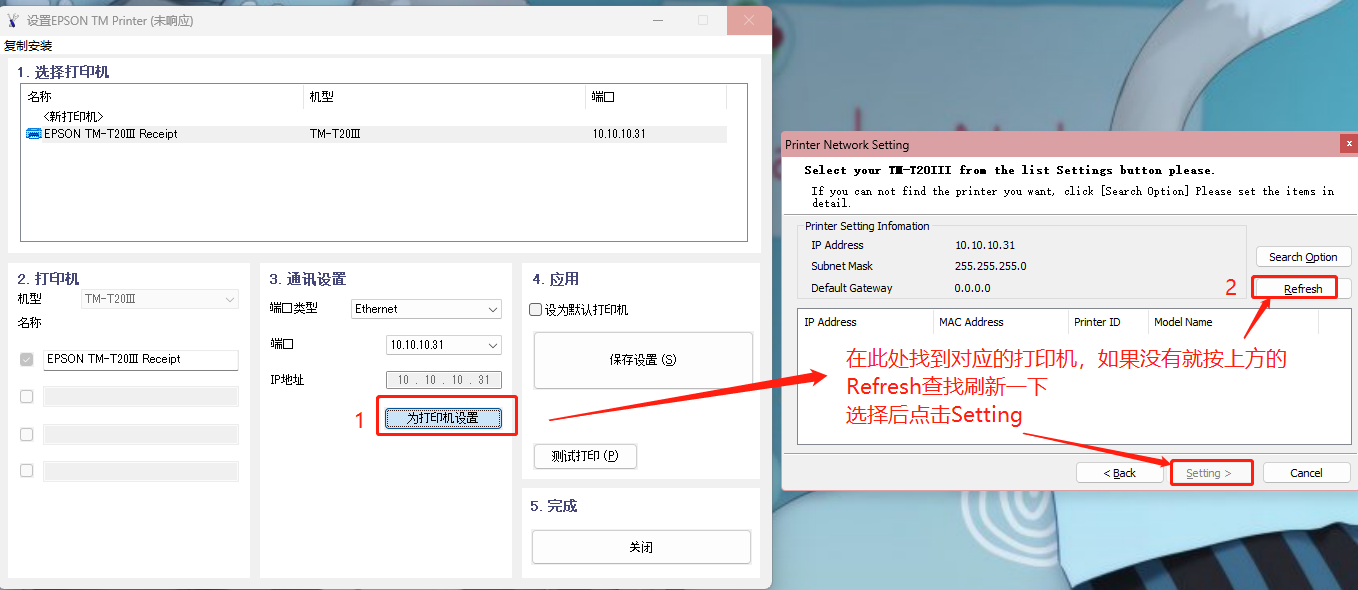 设置EPSON TM Printer (未响应)
复制安装
1. 选择打印机
名称 机型 端口
<新打印机>
EPSON TM-T20III Receipt TM-T20III 10.10.10.31
2. 打印机
机型 TM-T20III
名称
EPSON TM-T20III Receipt
3. 通讯设置
端口类型 Ethernet
端口 10.10.10.31
IP地址 10 . 10 . 10 . 31
1 为打印机设置
4. 应用
设为默认打印机
保存设置 (S)
测试打印 (P)
5. 完成
关闭
Printer Network Setting
Select your TM-T20III from the list Settings button please.
If you can not find the printer you want, click [Search Option] Please set the items in
detail.
Printer Setting Infomation
IP Address 10.10.10.31
Subnet Mask 255.255.255.0
Default Gateway 0.0.0.0
Search Option
2 Refresh
IP Address MAC Address Printer ID Model Name
在此处找到对应的打印机，如果没有就按上方的
Refresh查找刷新一下
选择后点击Setting
< Back Setting > Cancel